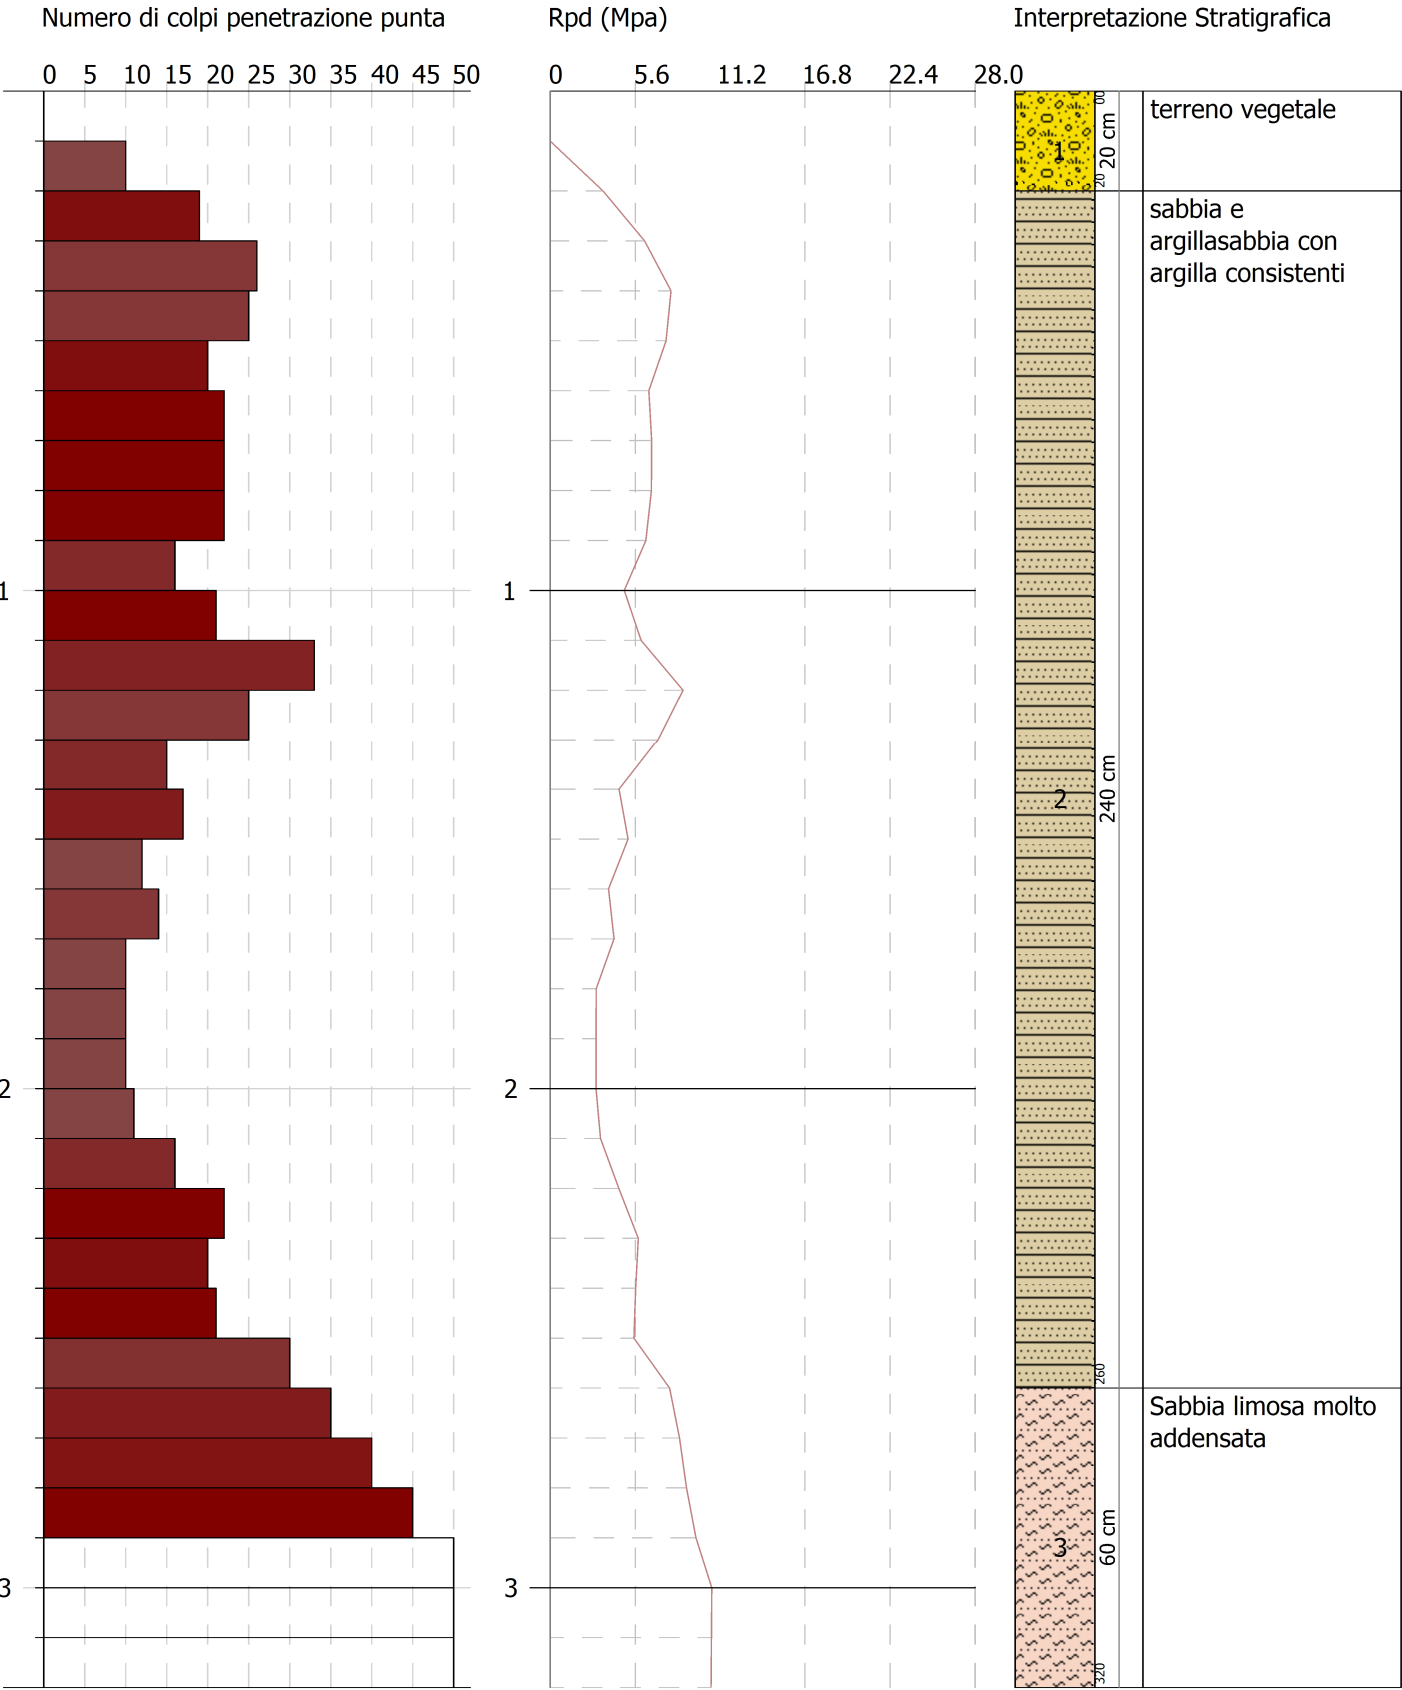 Numero di colpi penetrazione punta
Rpd (Mpa)
Interpretazione Stratigrafica
0 5 10 15 20 25 30 35 40 45 50
0 5.6 11.2 16.8 22.4 28.0
00
1
20 cm
20
terreno vegetale
sabbia e
argillasabbia con
argilla consistenti
1
1
2
240 cm
2
2
260
Sabbia limosa molto
addensata
3
60 cm
3
3
320